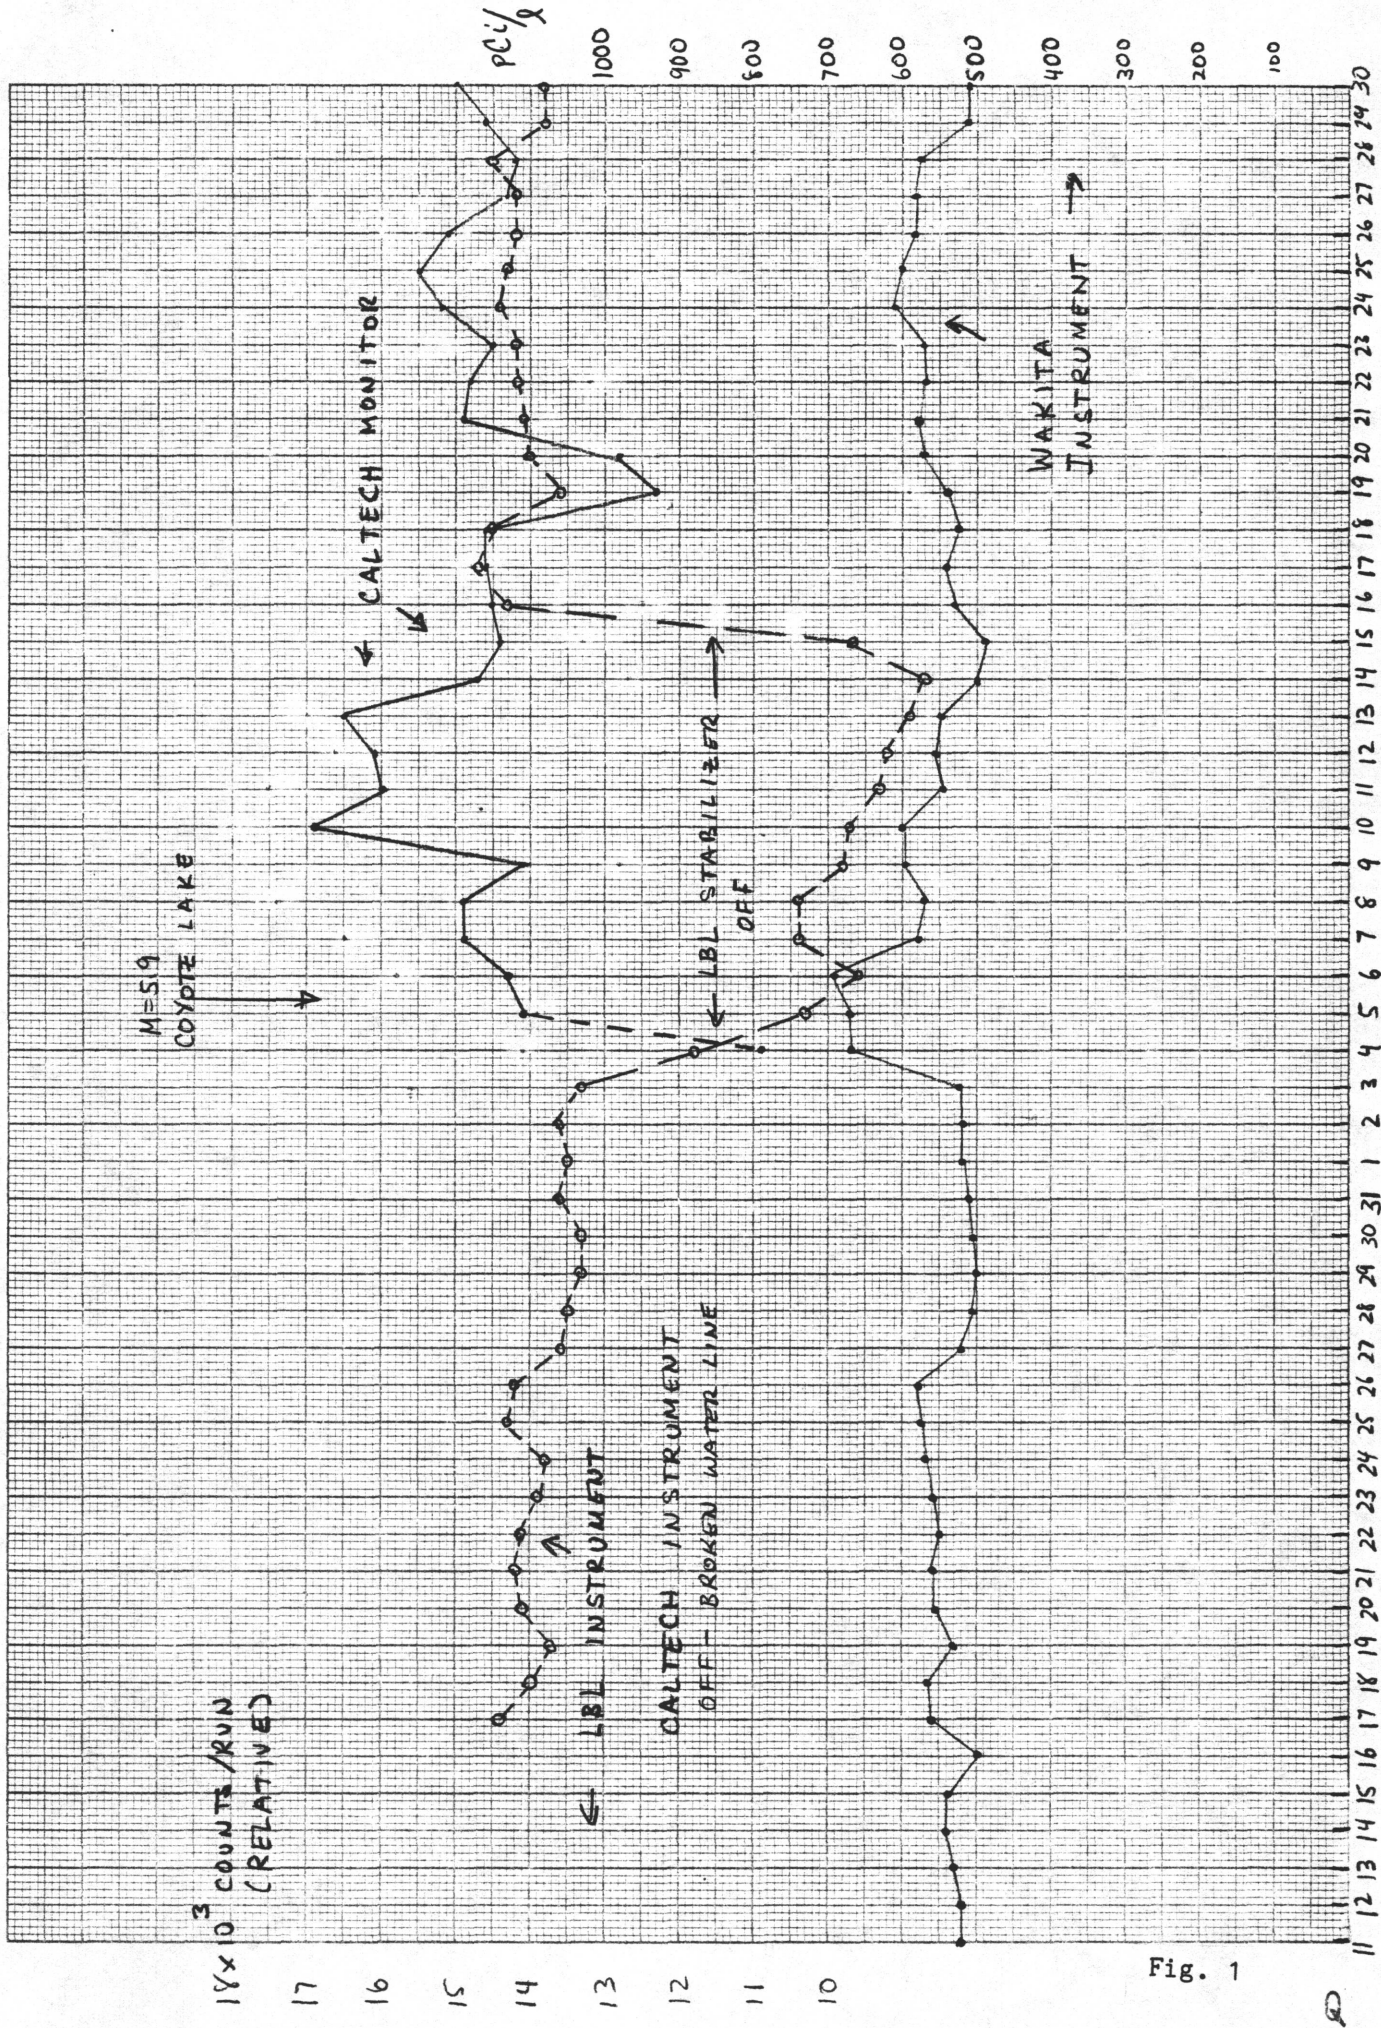 18×10³ COUNTS/RUN
(RELATIVE)
17
16
15
14
13
12
11
10
M=5.9
COYOTE LAKE
← CALTECH MONITOR
← LBL STABILIZER →
OFF
← LBL INSTRUMENT
CALTECH INSTRUMENT
OFF - BROKEN WATER LINE
WAKITA
INSTRUMENT →
pCi/l
1000
900
800
700
600
500
400
300
200
100
11 12 13 14 15 16 17 18 19 20 21 22 23 24 25 26 27 28 29 30 31 1 2 3 4 5 6 7 8 9 10 11 12 13 14 15 16 17 18 19 20 21 22 23 24 25 26 27 28 29 30
Fig. 1